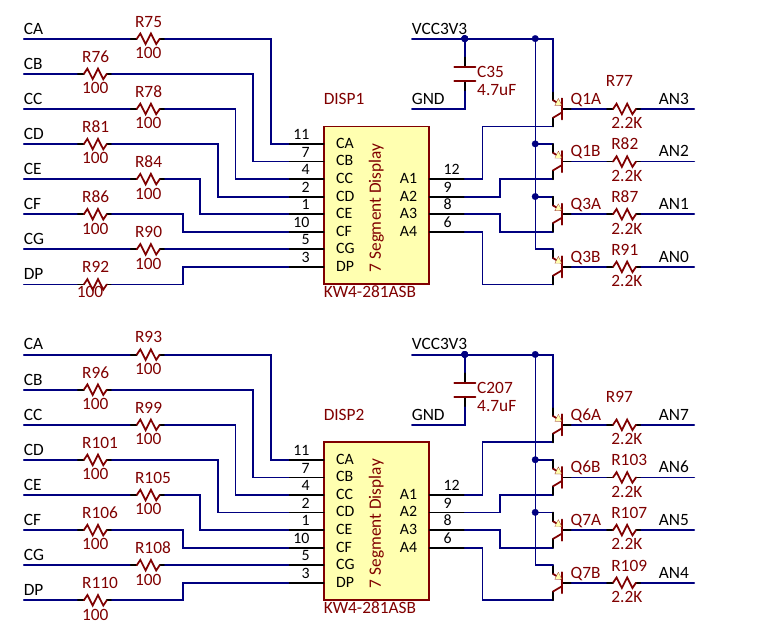 CA R75 100
CB R76 100
CC R78 100
CD R81 100
CE R84 100
CF R86 100
CG R90 100
DP R92 100
DISP1
11 CA
7 CB
4 CC
2 CD
1 CE
10 CF
5 CG
3 DP
7 Segment Display
A1 12
A2 9
A3 8
A4 6
KW4-281ASB
VCC3V3
C35
4.7uF
GND
Q1A R77 2.2K AN3
Q1B R82 2.2K AN2
Q3A R87 2.2K AN1
Q3B R91 2.2K AN0
CA R93 100
CB R96 100
CC R99 100
CD R101 100
CE R105 100
CF R106 100
CG R108 100
DP R110 100
DISP2
11 CA
7 CB
4 CC
2 CD
1 CE
10 CF
5 CG
3 DP
7 Segment Display
A1 12
A2 9
A3 8
A4 6
KW4-281ASB
VCC3V3
C207
4.7uF
GND
Q6A R97 2.2K AN7
Q6B R103 2.2K AN6
Q7A R107 2.2K AN5
Q7B R109 2.2K AN4